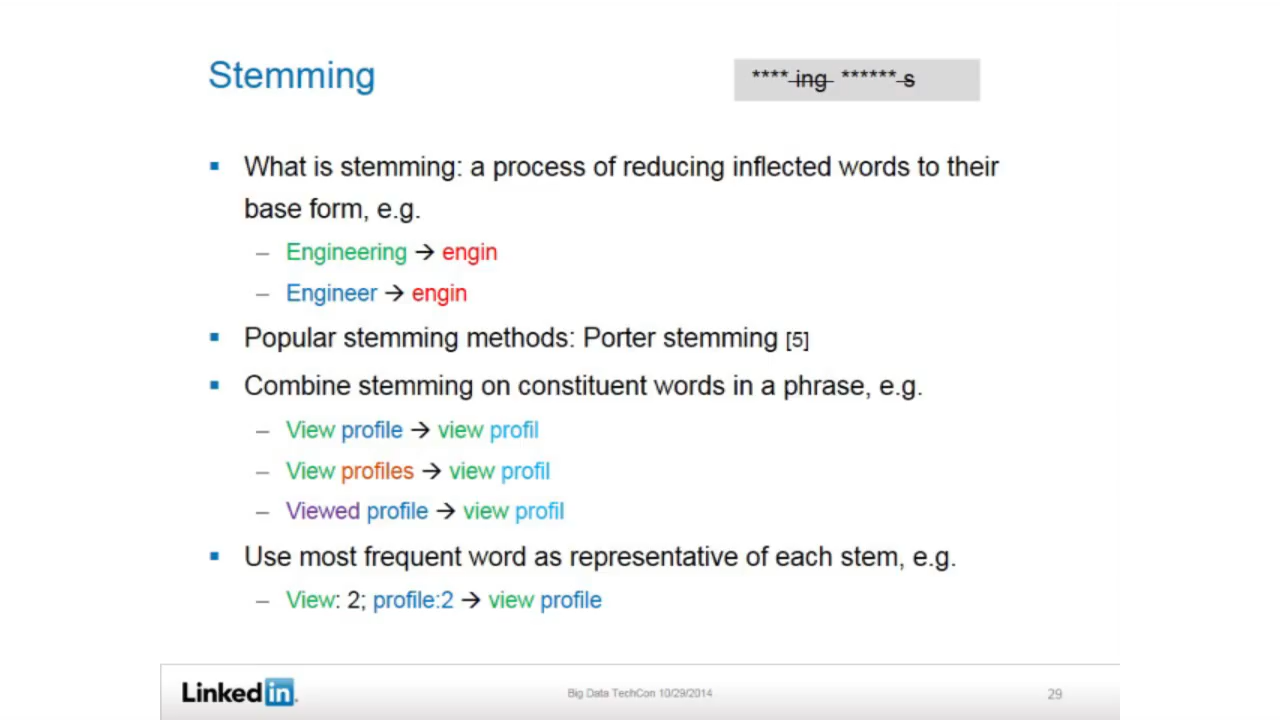 Stemming
**** ing ****** s
▪ What is stemming: a process of reducing inflected words to their
base form, e.g.
– Engineering → engin
– Engineer → engin
▪ Popular stemming methods: Porter stemming [5]
▪ Combine stemming on constituent words in a phrase, e.g.
– View profile → view profil
– View profiles → view profil
– Viewed profile → view profil
▪ Use most frequent word as representative of each stem, e.g.
– View: 2; profile:2 → view profile
Linked in
Big Data TechCon 10/29/2014
29